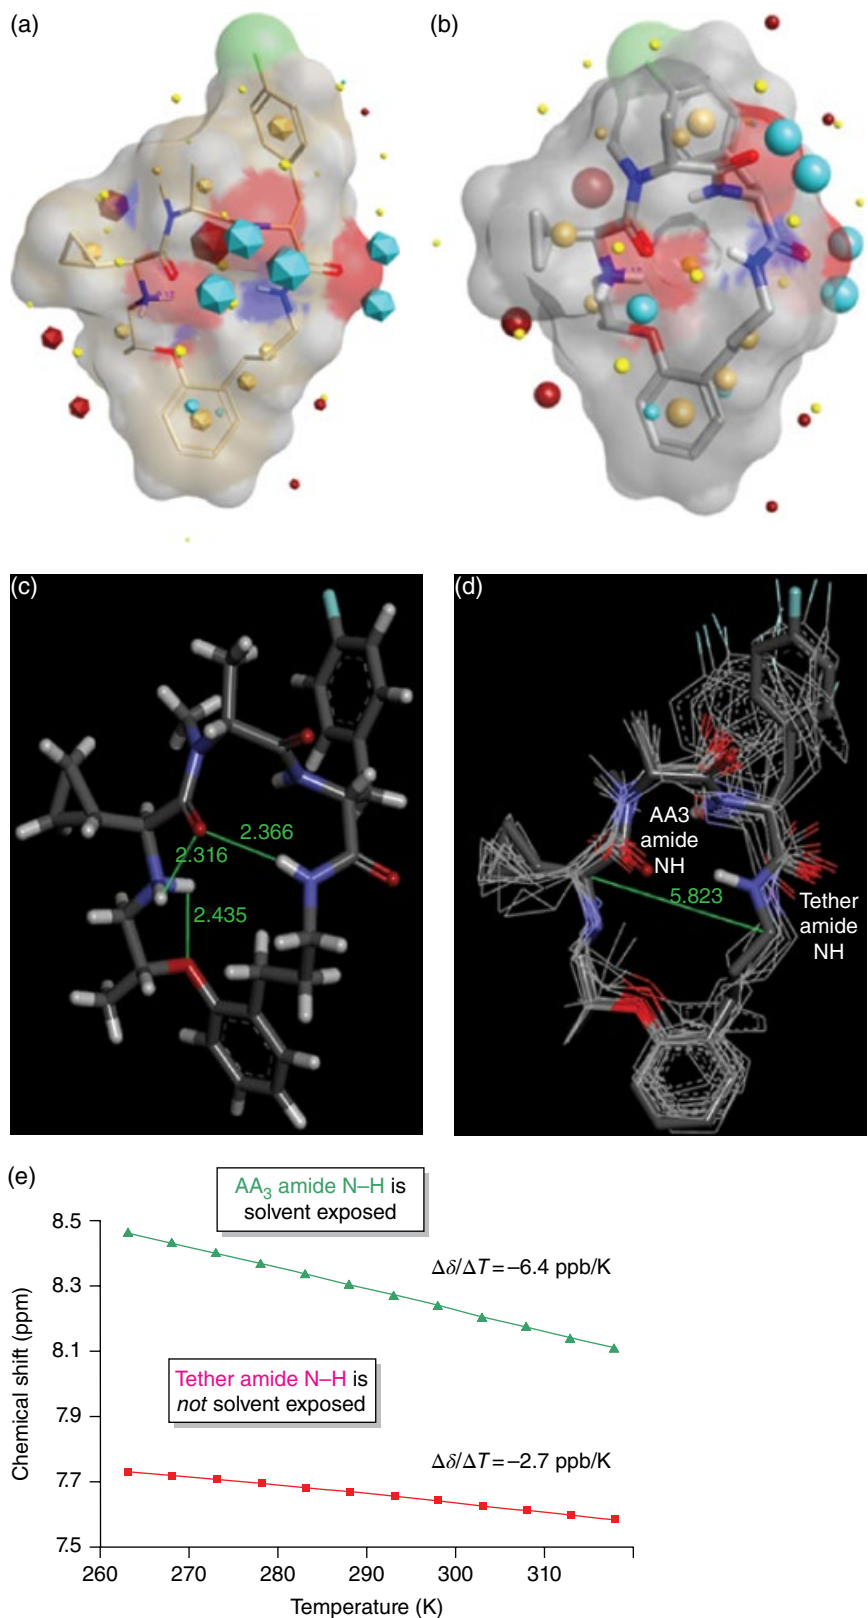 (a)
(b)
(c)
2.366
2.316
2.435
(d)
AA3
amide
NH
5.823
Tether
amide
NH
(e)
AA3 amide N–H is
solvent exposed
Δδ/ΔT = –6.4 ppb/K
Tether amide N–H is
not solvent exposed
Δδ/ΔT = –2.7 ppb/K
Chemical shift (ppm)
8.5
8.3
8.1
7.9
7.7
7.5
260
270
280
290
300
310
Temperature (K)